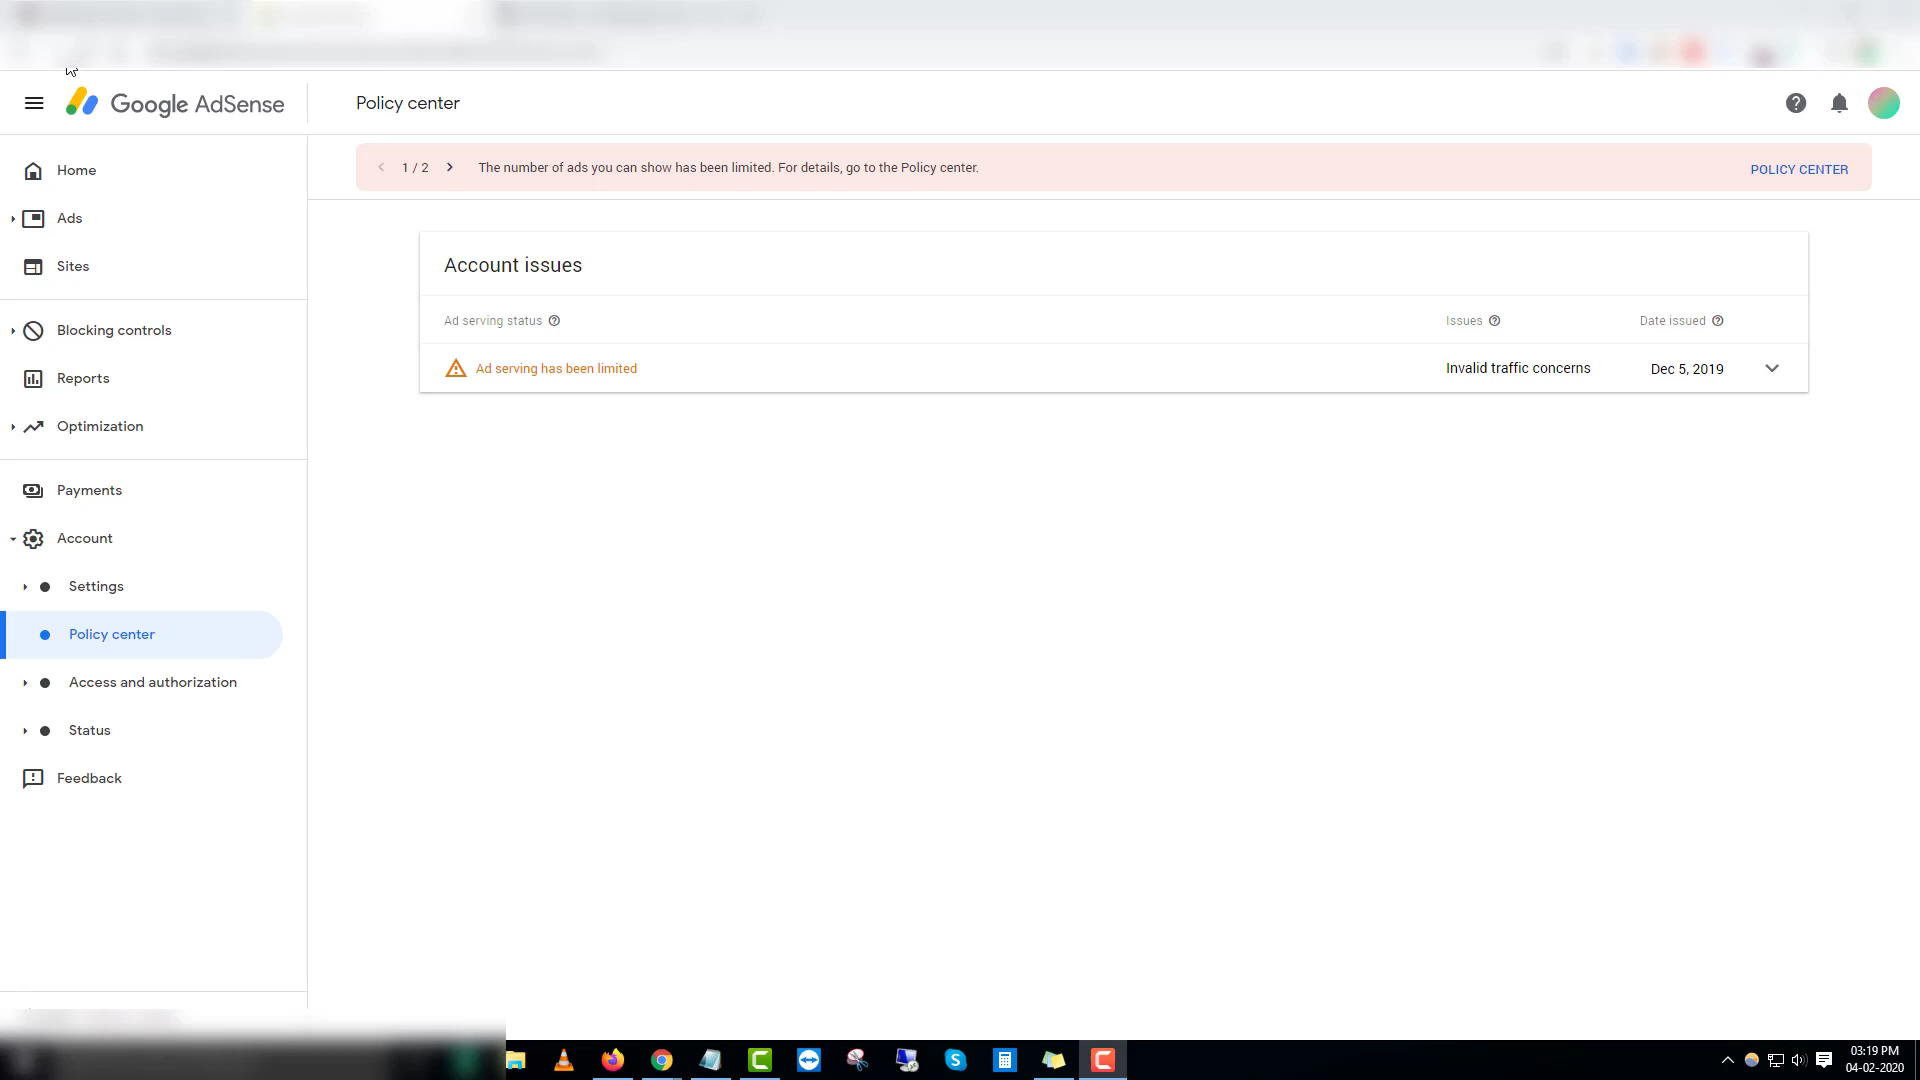 Google AdSense
Policy center
Home
Ads
Sites
Blocking controls
Reports
Optimization
Payments
Account
Settings
Policy center
Access and authorization
Status
Feedback
1 / 2 The number of ads you can show has been limited. For details, go to the Policy center. POLICY CENTER
Account issues
Ad serving status Issues Date issued
Ad serving has been limited Invalid traffic concerns Dec 5, 2019
03:19 PM
04-02-2020